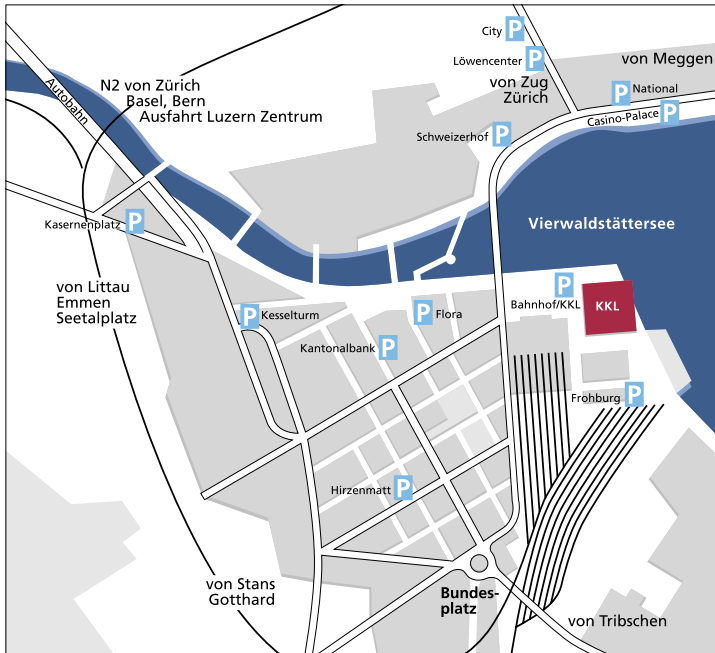 City P
Löwencenter P
von Meggen
von Zug
Zürich
P National
Casino-Palace P
N2 von Zürich
Basel, Bern
Ausfahrt Luzern Zentrum
Autobahn
Schweizerhof P
Kasernenplatz P
Vierwaldstättersee
von Littau
Emmen
Seetalplatz
P Kesselturm
P Flora
P
Bahnhof/KKL
KKL
Kantonalbank P
Frohburg P
Hirzenmatt P
von Stans
Gotthard
Bundes-
platz
von Tribschen